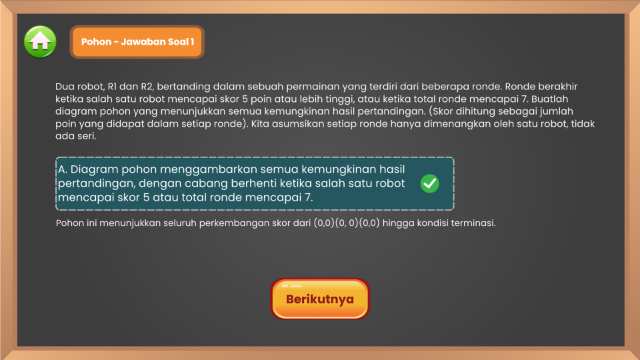 Pohon - Jawaban Soal 1
Dua robot, R1 dan R2, bertanding dalam sebuah permainan yang terdiri dari beberapa ronde. Ronde berakhir
ketika salah satu robot mencapai skor 5 poin atau lebih tinggi, atau ketika total ronde mencapai 7. Buatlah
diagram pohon yang menunjukkan semua kemungkinan hasil pertandingan. (Skor dihitung sebagai jumlah
poin yang didapat dalam setiap ronde). Kita asumsikan setiap ronde hanya dimenangkan oleh satu robot, tidak
ada seri.
A. Diagram pohon menggambarkan semua kemungkinan hasil
pertandingan, dengan cabang berhenti ketika salah satu robot
mencapai skor 5 atau total ronde mencapai 7.
Pohon ini menunjukkan seluruh perkembangan skor dari (0,0)(0, 0)(0,0) hingga kondisi terminasi.
Berikutnya